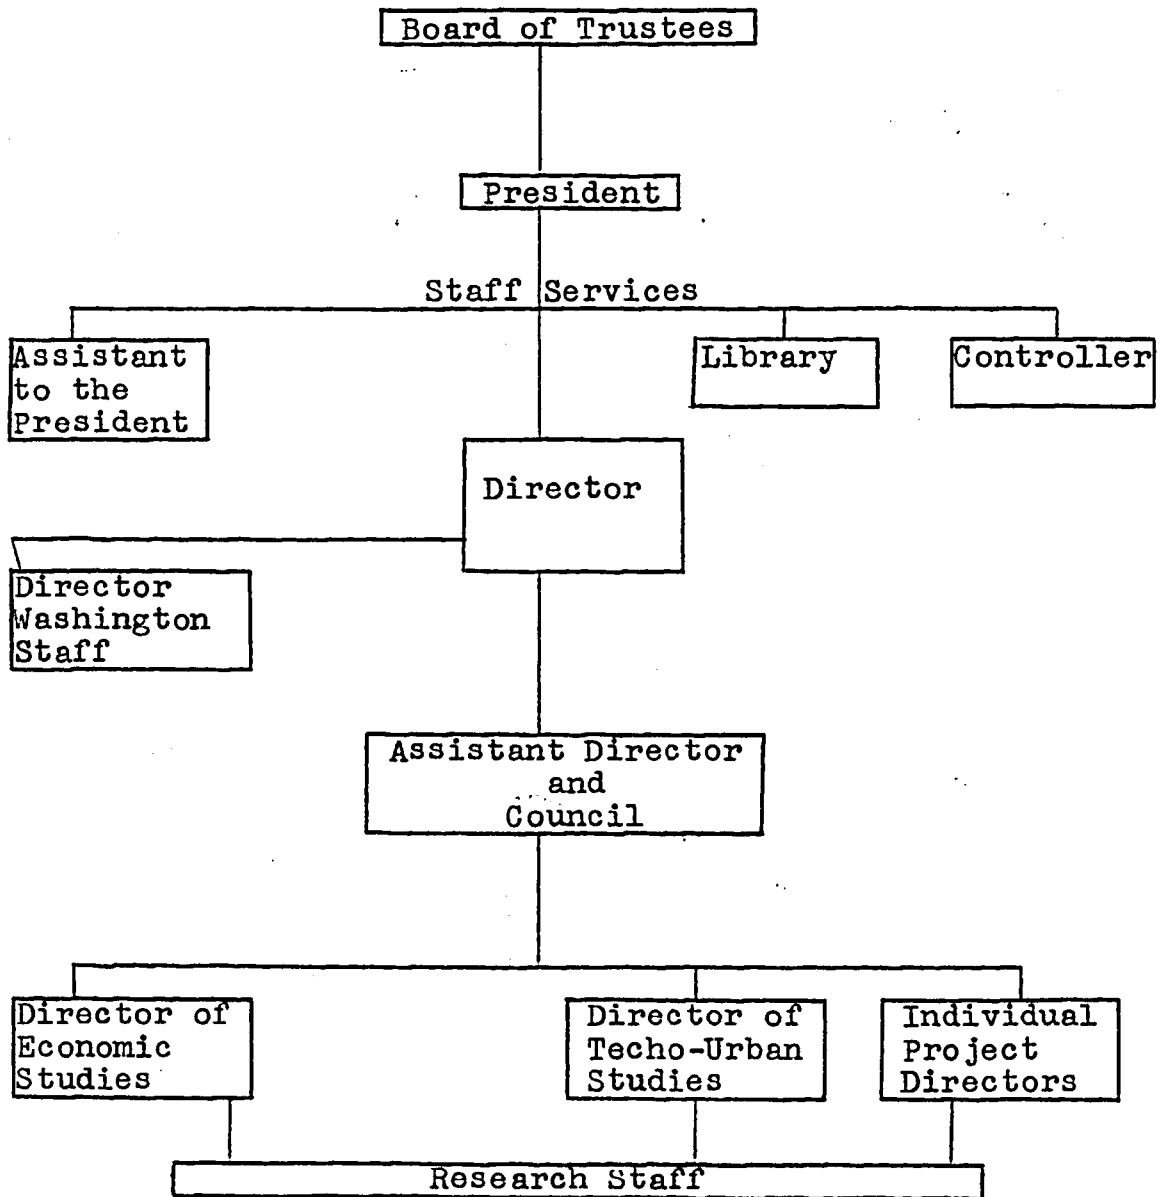 Board of Trustees
President
Staff Services
Assistant
to the
President
Library
Controller
Director
Director
Washington
Staff
Assistant Director
and
Council
Director of
Economic
Studies
Director of
Techo-Urban
Studies
Individual
Project
Directors
Research Staff